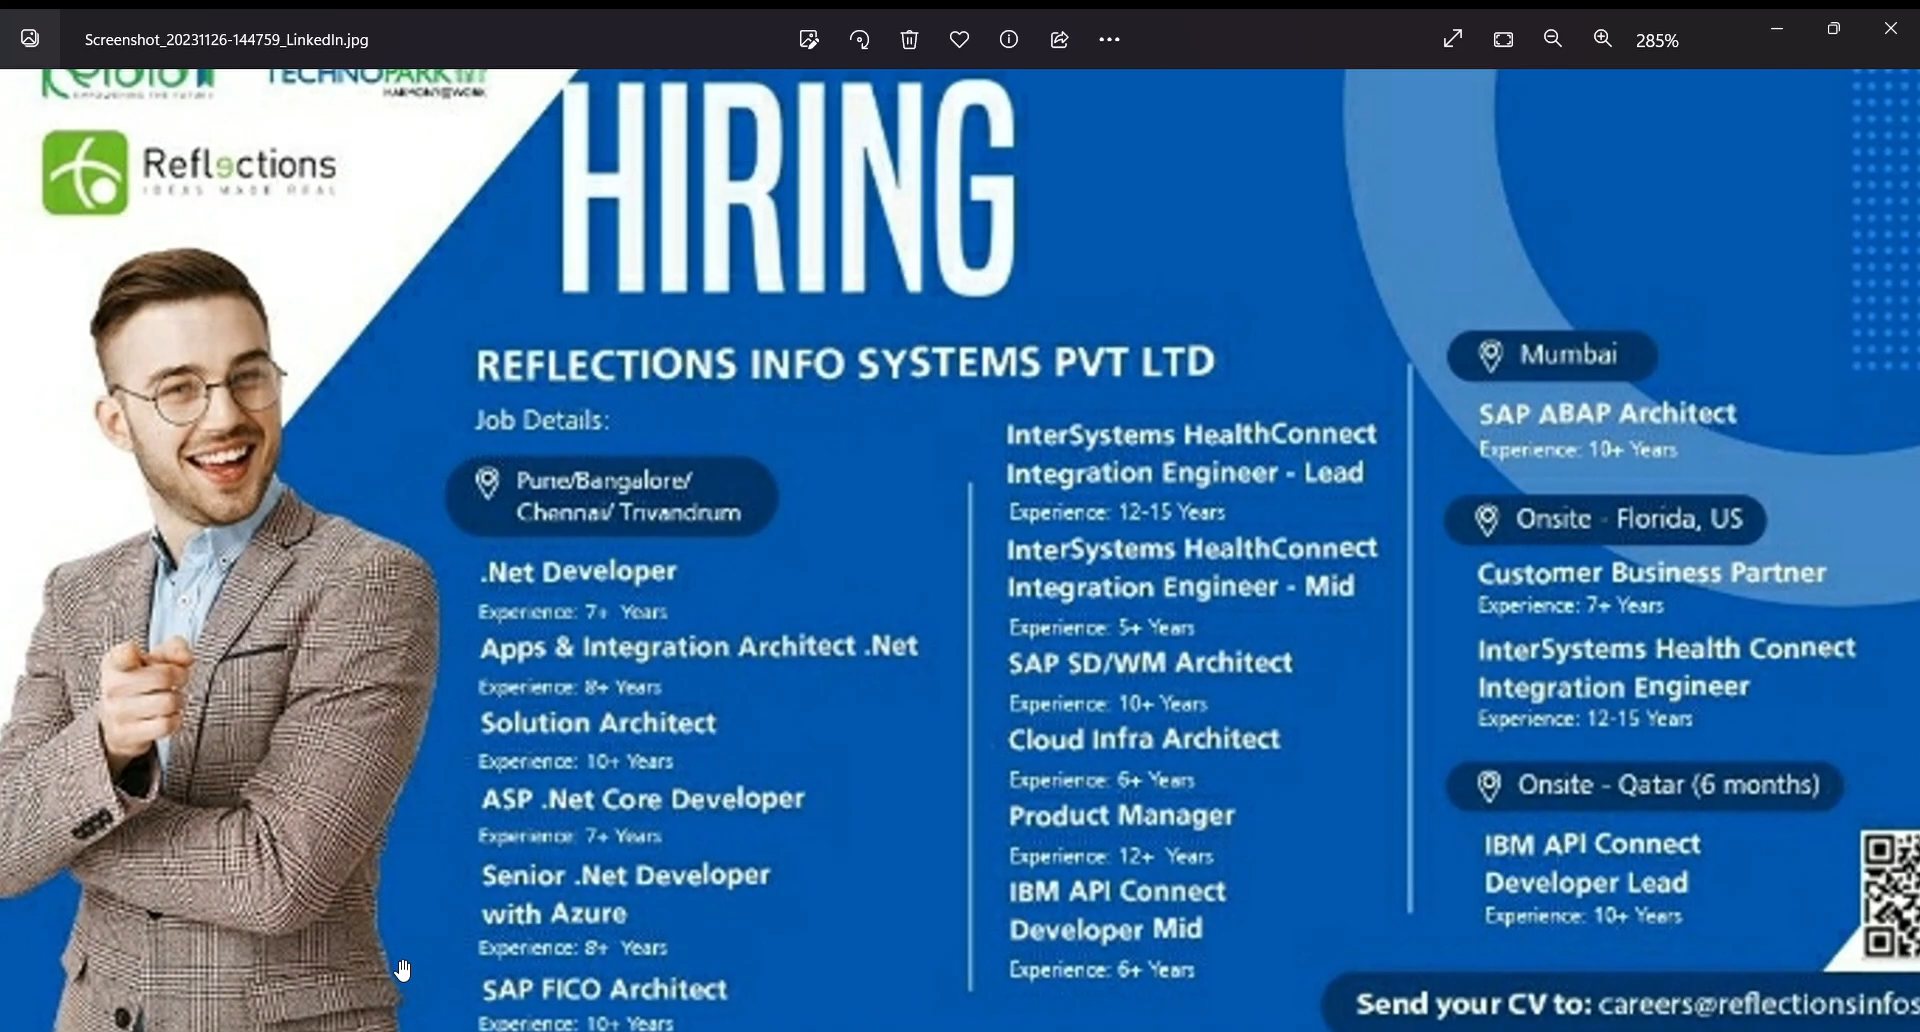 Screenshot_20231126-144759_LinkedIn.jpg
285%
TECHNOPARK
HARMONY@WORK
Reflections
IDEAS MADE REAL
HIRING
REFLECTIONS INFO SYSTEMS PVT LTD
Job Details:
Pune/Bangalore/
Chennai/ Trivandrum
.Net Developer
Experience: 7+ Years
Apps & Integration Architect .Net
Experience: 8+ Years
Solution Architect
Experience: 10+ Years
ASP .Net Core Developer
Experience: 7+ Years
Senior .Net Developer
with Azure
Experience: 8+ Years
SAP FICO Architect
Experience: 10+ Years
InterSystems HealthConnect
Integration Engineer - Lead
Experience: 12-15 Years
InterSystems HealthConnect
Integration Engineer - Mid
Experience: 5+ Years
SAP SD/WM Architect
Experience: 10+ Years
Cloud Infra Architect
Experience: 6+ Years
Product Manager
Experience: 12+ Years
IBM API Connect
Developer Mid
Experience: 6+ Years
Mumbai
SAP ABAP Architect
Experience: 10+ Years
Onsite - Florida, US
Customer Business Partner
Experience: 7+ Years
InterSystems Health Connect
Integration Engineer
Experience: 12-15 Years
Onsite - Qatar (6 months)
IBM API Connect
Developer Lead
Experience: 10+ Years
Send your CV to: careers@reflectionsinfos